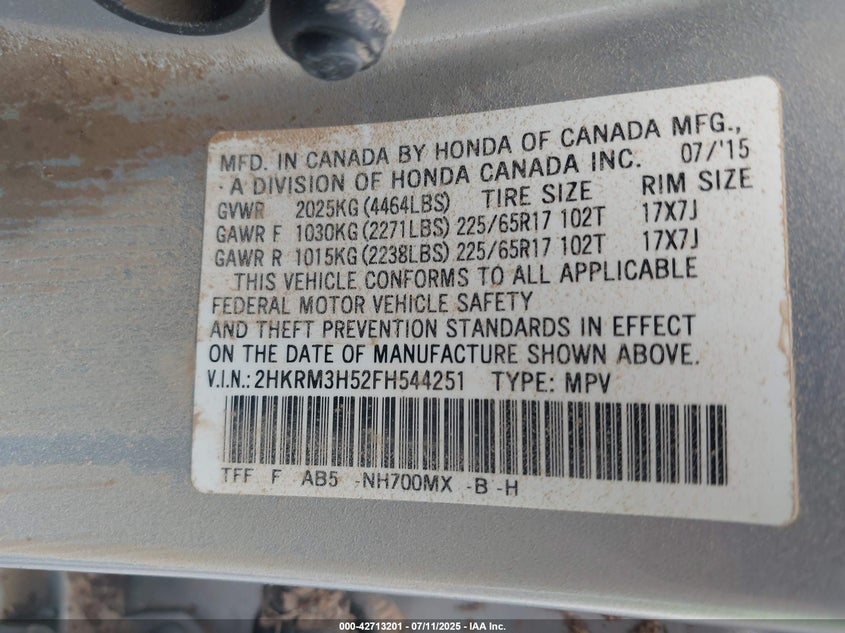 MFD. IN CANADA BY HONDA OF CANADA MFG.,
A DIVISION OF HONDA CANADA INC. 07/'15
GVWR 2025KG (4464LBS) TIRE SIZE RIM SIZE
GAWR F 1030KG (2271LBS) 225/65R17 102T 17X7J
GAWR R 1015KG (2238LBS) 225/65R17 102T 17X7J
THIS VEHICLE CONFORMS TO ALL APPLICABLE
FEDERAL MOTOR VEHICLE SAFETY
AND THEFT PREVENTION STANDARDS IN EFFECT
ON THE DATE OF MANUFACTURE SHOWN ABOVE.
V.I.N.: 2HKRM3H52FH544251 TYPE: MPV
TFF F AB5 -NH700MX -B -H
000-42713201 - 07/11/2025 - IAA Inc.